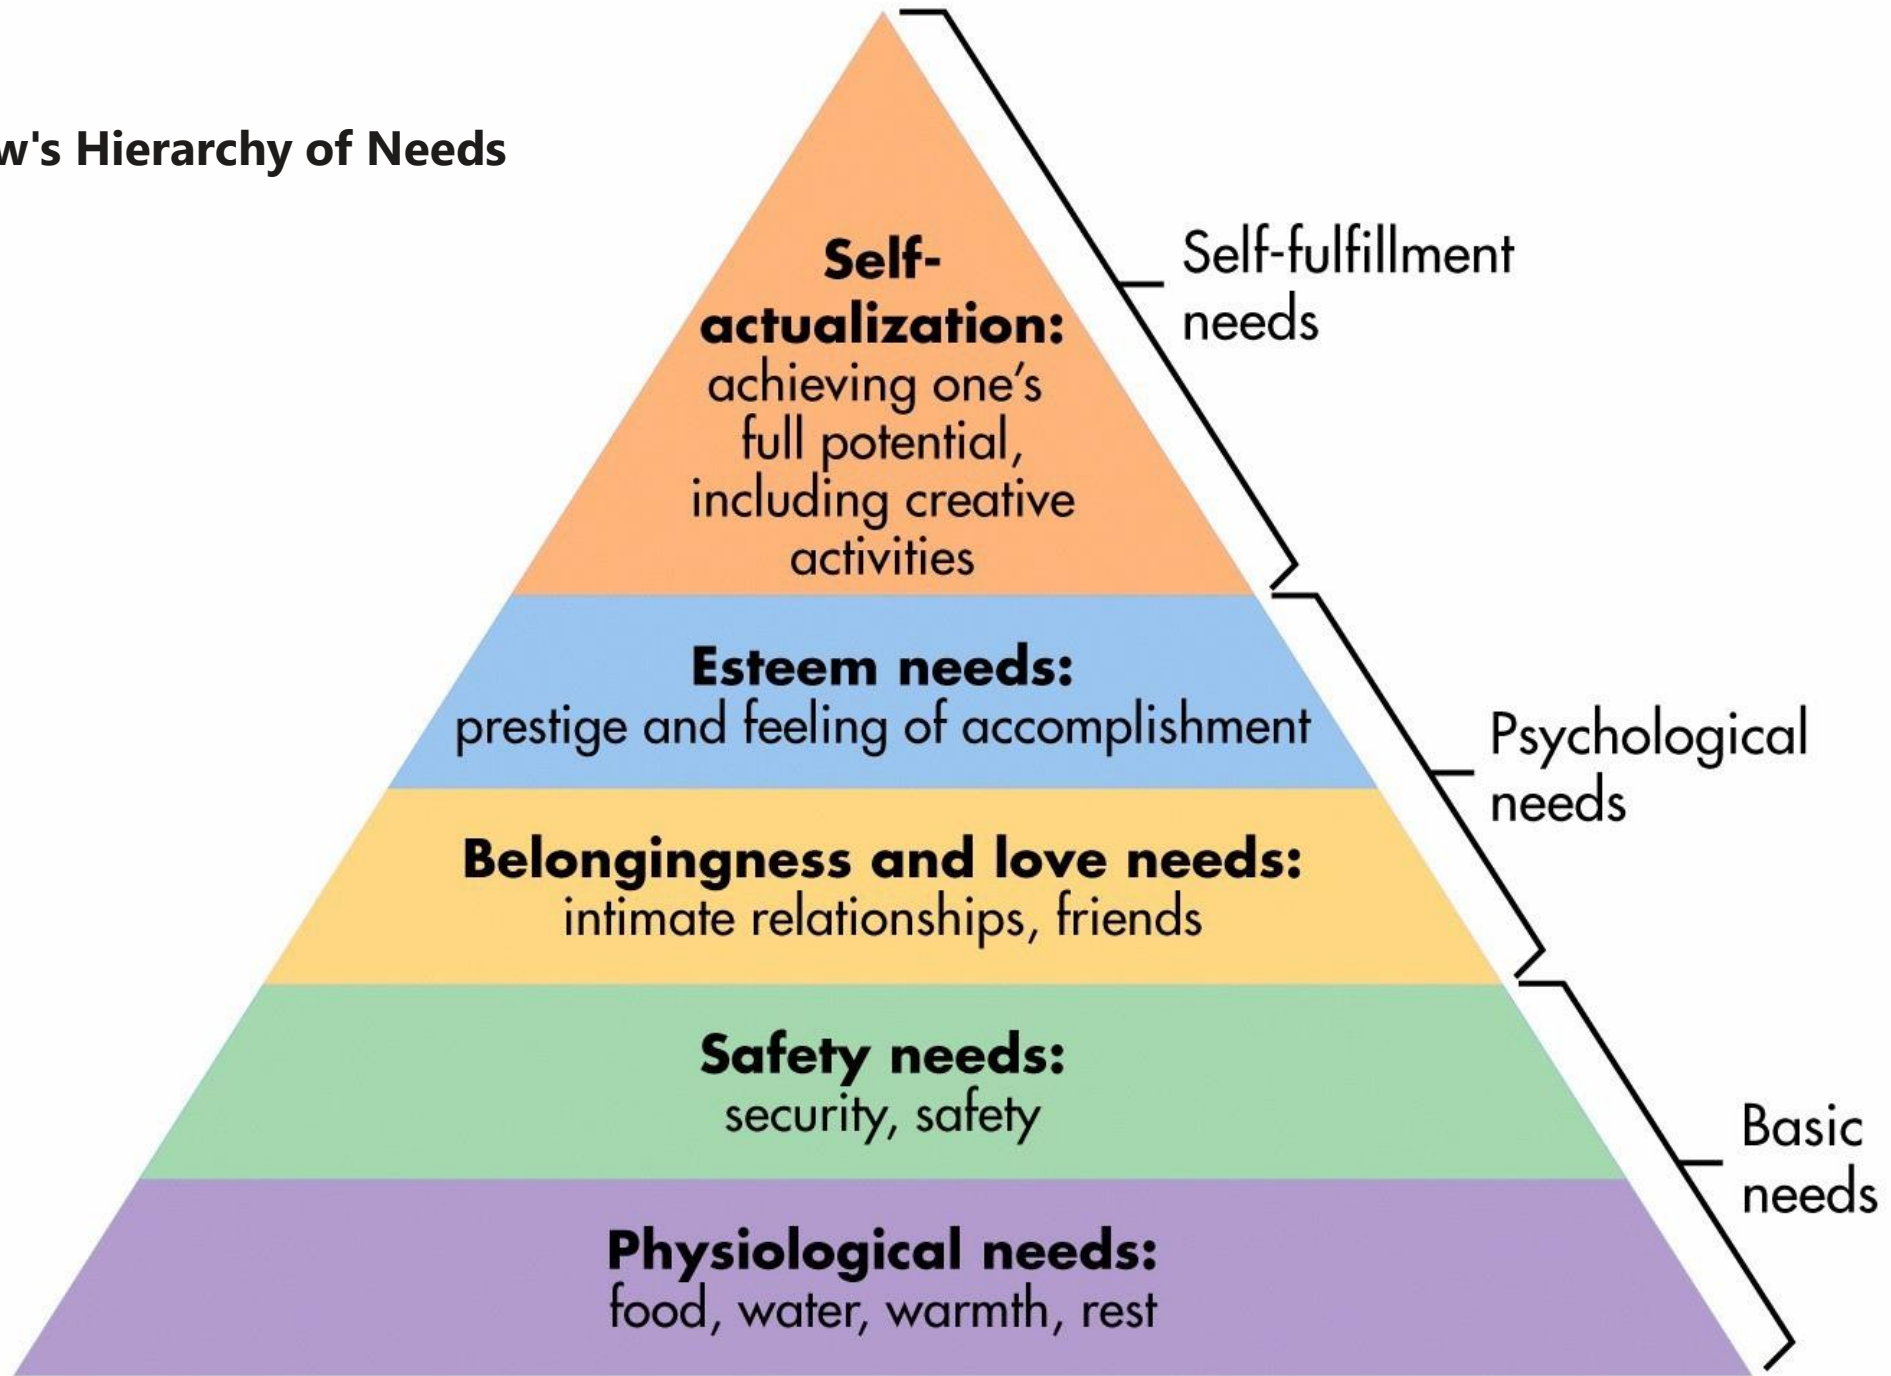 w's Hierarchy of Needs
Self-
actualization:
achieving one’s
full potential,
including creative
activities
Self-fulfillment
needs
Esteem needs:
prestige and feeling of accomplishment
Psychological
needs
Belongingness and love needs:
intimate relationships, friends
Safety needs:
security, safety
Basic
needs
Physiological needs:
food, water, warmth, rest